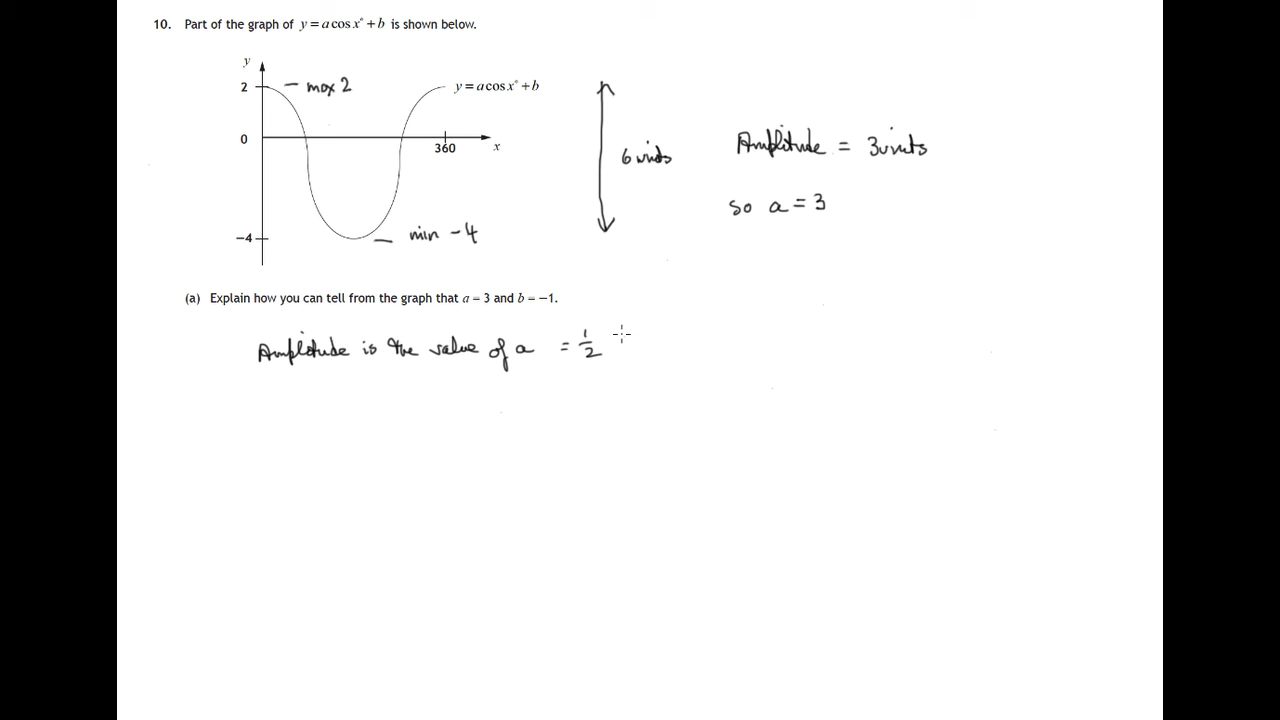 10. Part of the graph of y = a cos x° + b is shown below.
y
2
– max 2
y = a cos x° + b
0
360
x
6 units
Amplitude = 3 units
so a = 3
–4
– min –4
(a) Explain how you can tell from the graph that a = 3 and b = –1.
Amplitude is the value of a = 1/2